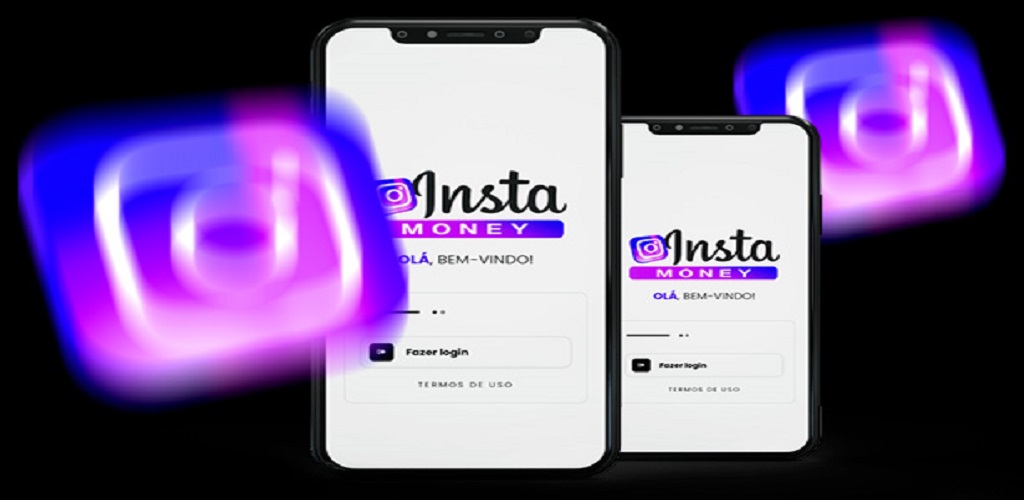 Insta
MONEY
OLÁ, BEM-VINDO!
Fazer login
TERMOS DE USO
Insta
MONEY
OLÁ, BEM-VINDO!
Fazer login
TERMOS DE USO